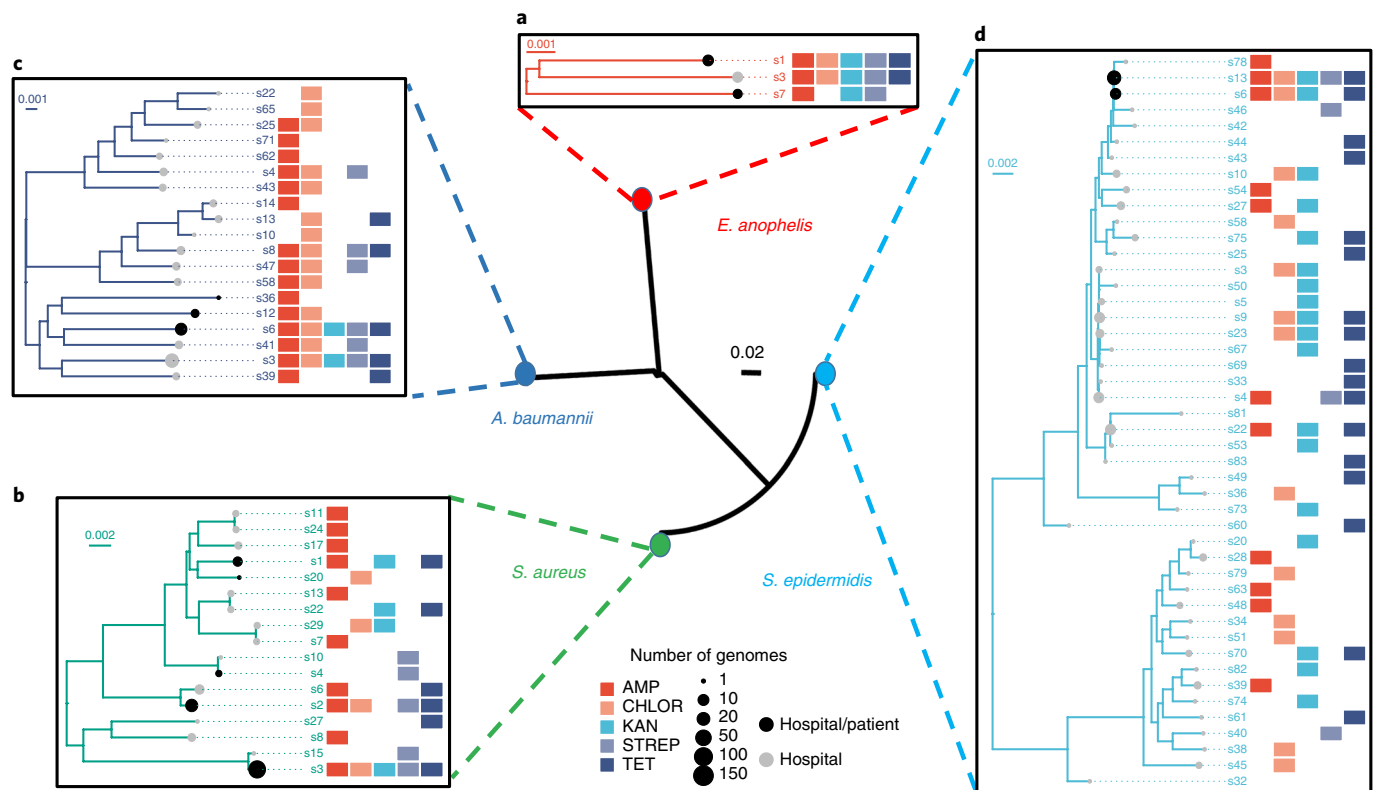 a
0.001
s1
s3
s7
c
0.001
s22
s65
s25
s71
s62
s4
s43
s14
s13
s10
s8
s47
s58
s36
s12
s6
s41
s3
s39
d
0.002
s78
s13
s6
s46
s42
s44
s43
s10
s54
s27
s58
s75
s25
s3
s50
s5
s9
s23
s67
s69
s33
s4
s81
s22
s53
s83
s49
s36
s73
s60
s20
s28
s79
s63
s48
s34
s51
s70
s82
s39
s74
s61
s40
s38
s45
s32
E. anophelis
0.02
A. baumannii
S. aureus
S. epidermidis
b
0.002
s11
s24
s17
s1
s20
s13
s22
s29
s7
s10
s4
s6
s2
s27
s8
s15
s3
AMP
CHLOR
KAN
STREP
TET
Number of genomes
1
10
20
50
100
150
Hospital/patient
Hospital